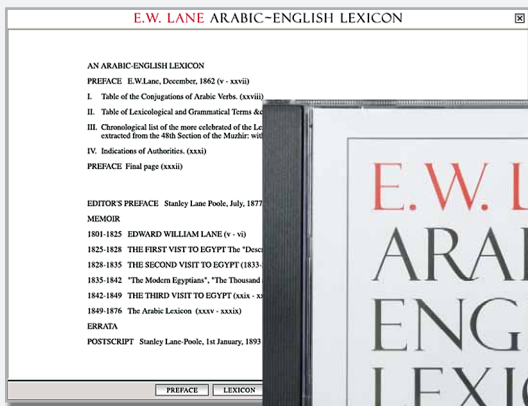 E.W. LANE ARABIC~ENGLISH LEXICON
AN ARABIC-ENGLISH LEXICON
PREFACE E.W.Lane, December, 1862 (v - xxvii)
I. Table of the Conjugations of Arabic Verbs. (xxviii)
II. Table of Lexicological and Grammatical Terms &c
III. Chronological list of the more celebrated of the Le
extracted from the 48th Section of the Muzhir: with
IV. Indications of Authorities. (xxxi)
PREFACE Final page (xxxii)
EDITOR'S PREFACE Stanley Lane Poole, July, 1877
MEMOIR
1801-1825 EDWARD WILLIAM LANE (v - vi)
1825-1828 THE FIRST VIST TO EGYPT The "Descr
1828-1835 THE SECOND VISIT TO EGYPT (1833-
1835-1842 "The Modern Egyptians", "The Thousand
1842-1849 THE THIRD VISIT TO EGYPT (xxix - xx
1849-1876 The Arabic Lexicon (xxxv - xxxix)
ERRATA
POSTSCRIPT Stanley Lane-Poole, 1st January, 1893
PREFACE
LEXICON
E.W. L
ARA
ENG
LEXI